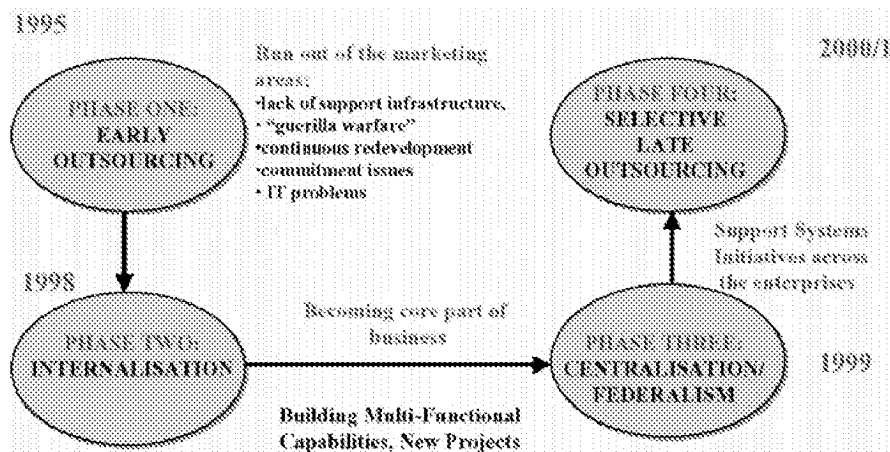 1995
PHASE ONE:
EARLY
OUTSOURCING
Run out of the marketing
areas;
•lack of support infrastructure,
• "guerilla warfare"
•continuous redevelopment
•commitment issues
• IT problems
2000/1
PHASE FOUR:
SELECTIVE
LATE
OUTSOURCING
Support Systems
Initiatives across
the enterprises
1998
PHASE TWO:
INTERNALISATION
Becoming core part of
business
Building Multi-Functional
Capabilities, New Projects
PHASE THREE:
CENTRALISATION/
FEDERALISM
1999